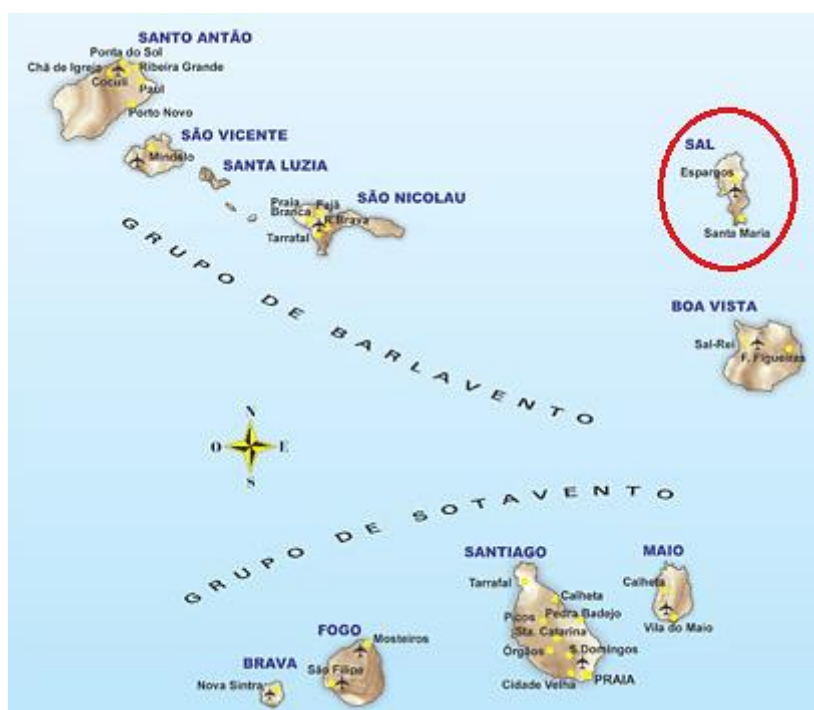 SANTO ANTÃO
Ponta do Sol
Chã de Igreja
Ribeira Grande
Coculi
Paul
Porto Novo
SÃO VICENTE
Mindelo
SANTA LUZIA
SÃO NICOLAU
Praia
Branca
Fajã
R.Brava
Tarrafal
SAL
Espargos
Santa Maria
BOA VISTA
Sal-Rei
F. Figueiras
GRUPO DE BARLAVENTO
N
O
E
S
GRUPO DE SOTAVENTO
SANTIAGO
Tarrafal
Calheta
Picos
Pedra Badejo
Sta. Catarina
Órgãos
S.Domingos
Cidade Velha
PRAIA
MAIO
Calheta
Vila do Maio
FOGO
Mosteiros
São Filipe
BRAVA
Nova Sintra